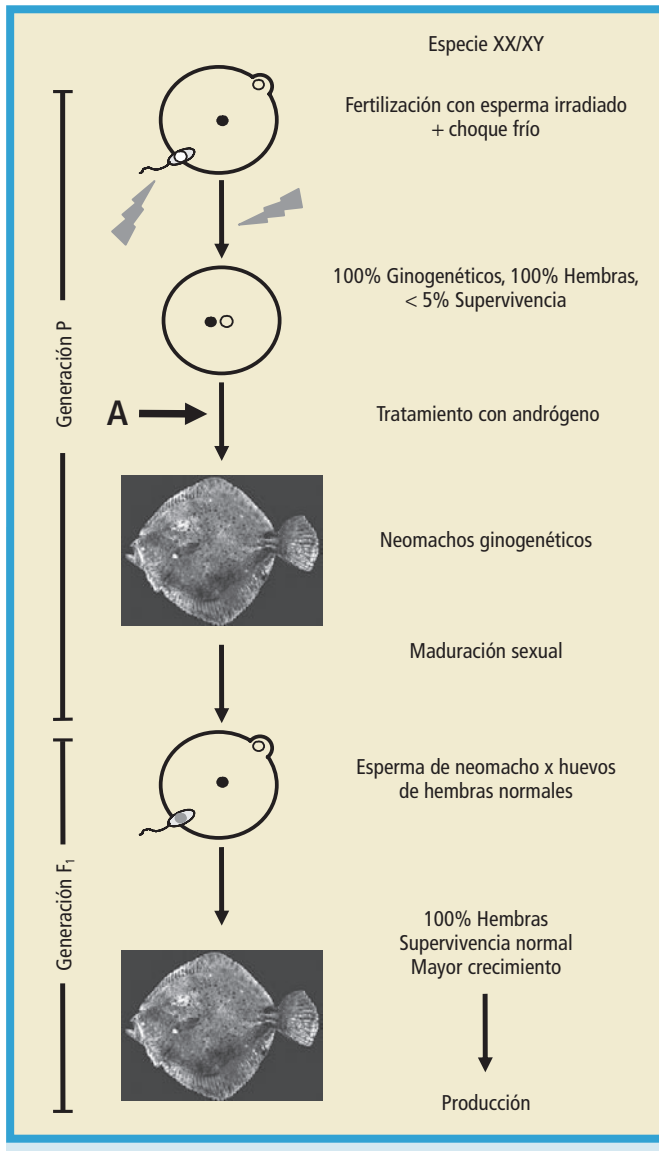 Especie XX/XY
Fertilización con esperma irradiado
+ choque frío
100% Ginogenéticos, 100% Hembras,
< 5% Supervivencia
Generación P
A
Tratamiento con andrógeno
Neomachos ginogenéticos
Maduración sexual
Esperma de neomacho x huevos
de hembras normales
Generación F₁
100% Hembras
Supervivencia normal
Mayor crecimiento
Producción